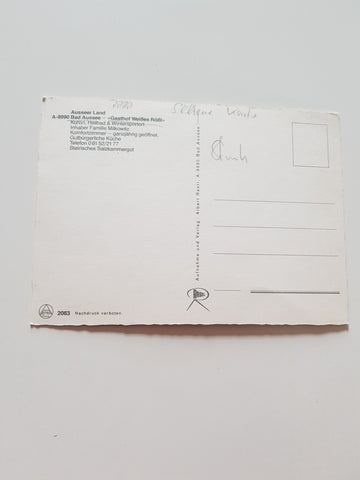 Ausseer Land
A-8990 Bad Aussee – «Gasthof Weißes Rößl»
Kurort, Heilbad & Wintersportort
Inhaber Familie Milkowitz
Komfortzimmer – ganzjährig geöffnet
Gutbürgerliche Küche
Telefon 0 61 52/21 77
Steirisches Salzkammergut
Aufnahme und Verlag Albert Rastl, A-8990 Bad Aussee
2083 Nachdruck verboten.